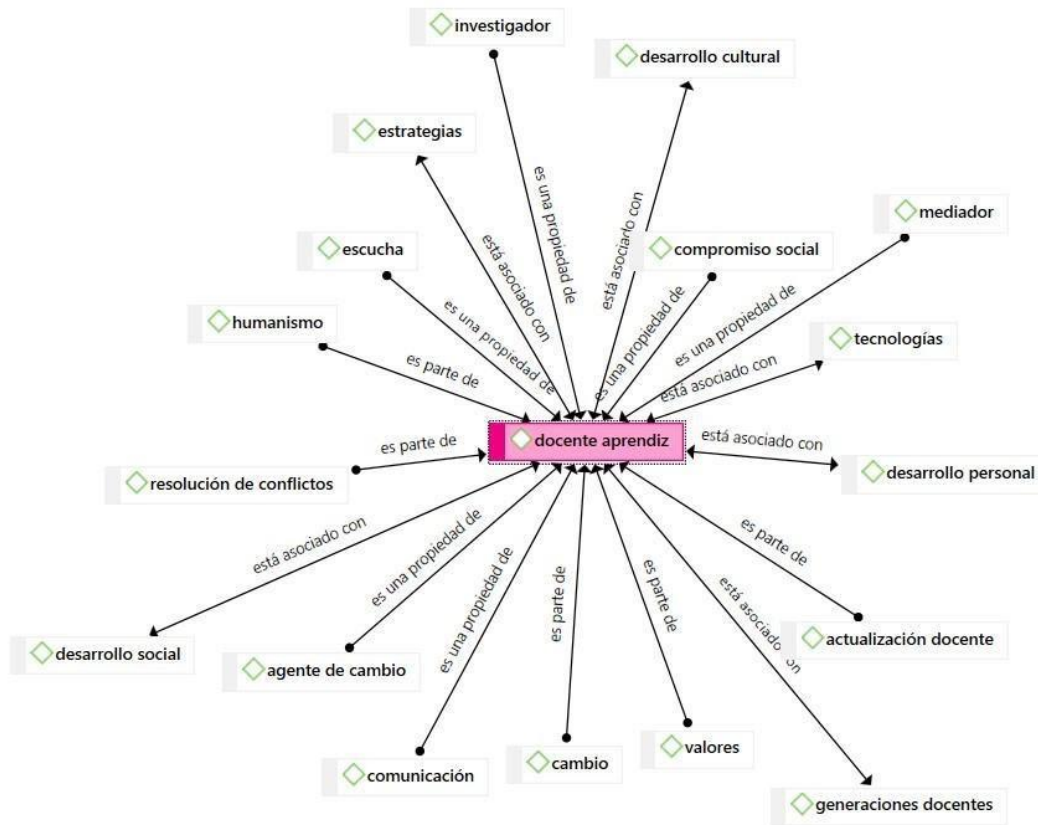 investigador
desarrollo cultural
estrategias
mediador
escucha
compromiso social
humanismo
tecnologías
es una propiedad de
está asociado con
está asociado con
es una propiedad de
es una propiedad de
es una propiedad de
es parte de
está asociado con
docente aprendiz
es parte de
está asociado con
resolución de conflictos
desarrollo personal
está asociado con
es una propiedad de
es una propiedad de
es parte de
es parte de
está asociado con
es parte de
desarrollo social
agente de cambio
actualización docente
comunicación
cambio
valores
generaciones docentes